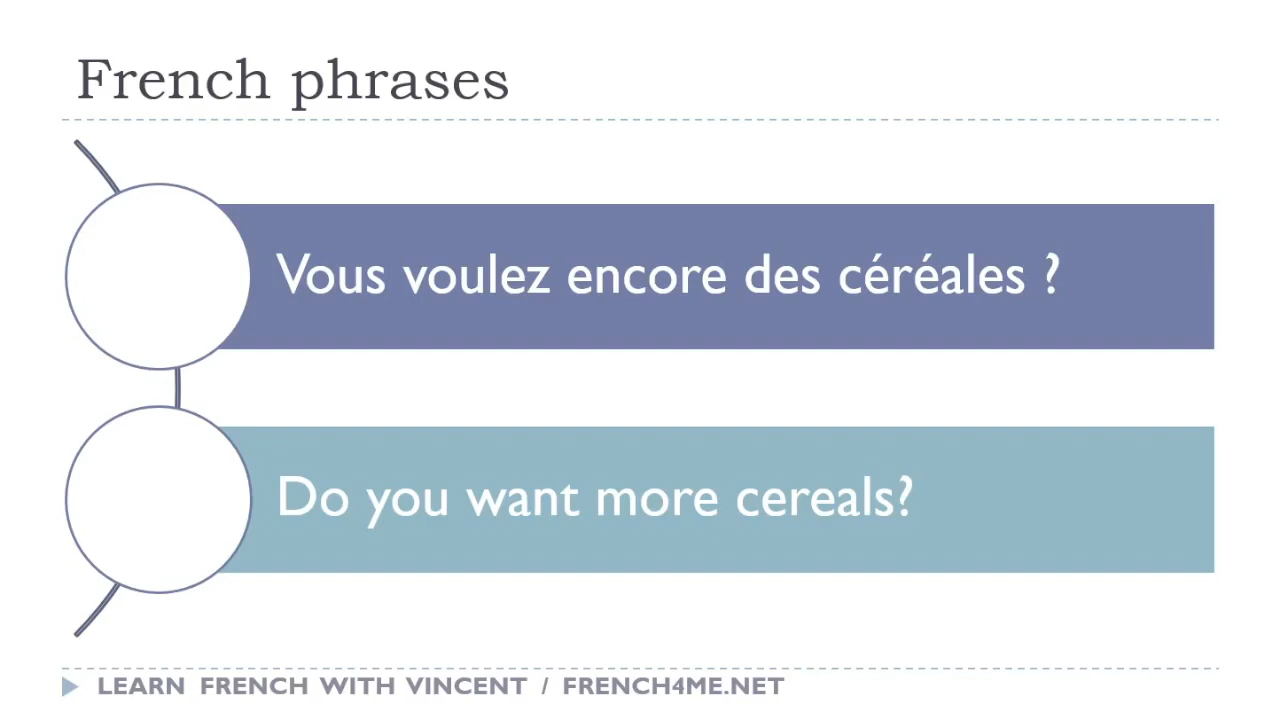 French phrases
Vous voulez encore des céréales ?
Do you want more cereals?
LEARN FRENCH WITH VINCENT / FRENCH4ME.NET